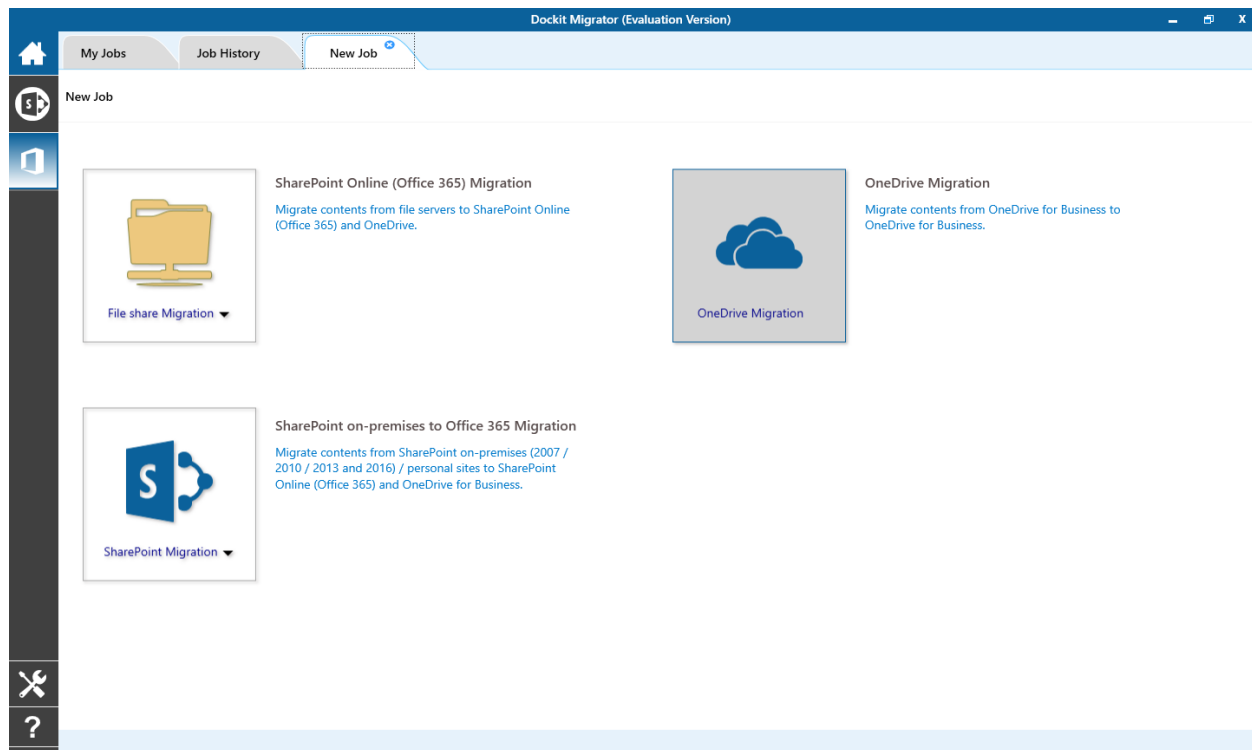 Dockit Migrator (Evaluation Version)
X
My Jobs
Job History
New Job
New Job
SharePoint Online (Office 365) Migration
Migrate contents from file servers to SharePoint Online
(Office 365) and OneDrive.
File share Migration
OneDrive Migration
Migrate contents from OneDrive for Business to
OneDrive for Business.
OneDrive Migration
SharePoint on-premises to Office 365 Migration
Migrate contents from SharePoint on-premises (2007 /
2010 / 2013 and 2016) / personal sites to SharePoint
Online (Office 365) and OneDrive for Business.
S
SharePoint Migration
?